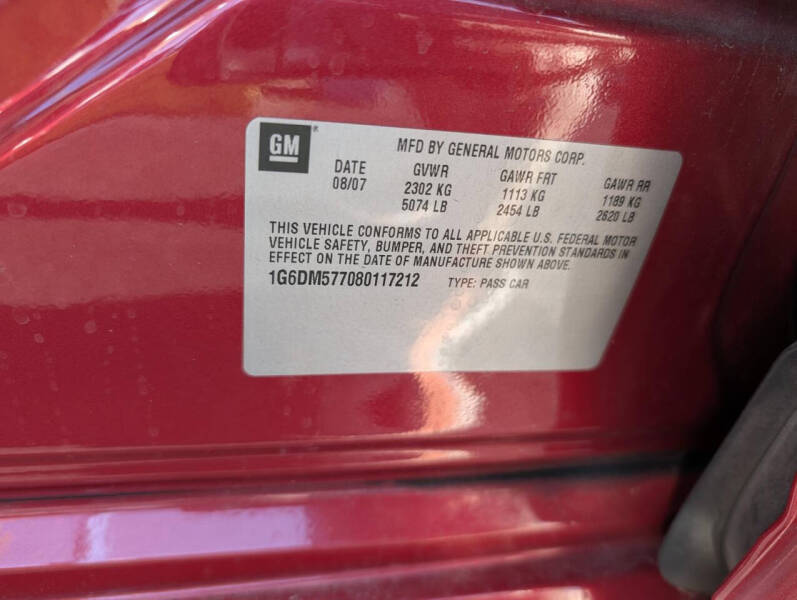 GM
MFD BY GENERAL MOTORS CORP.
DATE GVWR GAWR FRT GAWR RR
08/07 2302 KG 1113 KG 1189 KG
5074 LB 2454 LB 2620 LB
THIS VEHICLE CONFORMS TO ALL APPLICABLE U.S. FEDERAL MOTOR
VEHICLE SAFETY, BUMPER, AND THEFT PREVENTION STANDARDS IN
EFFECT ON THE DATE OF MANUFACTURE SHOWN ABOVE.
1G6DM577080117212 TYPE: PASS CAR